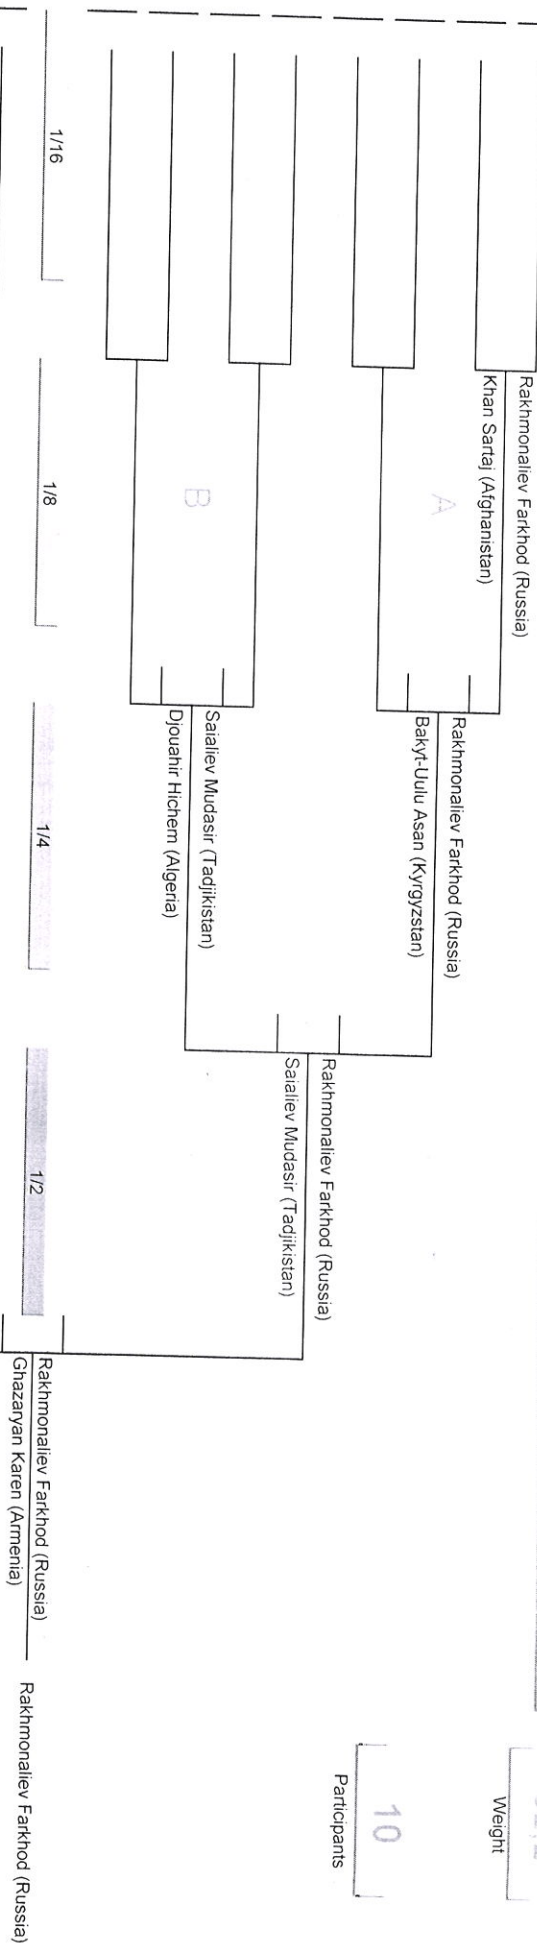 Weight
10
Participants
Rakhmonaliev Farkhod (Russia)
Khan Sartaj (Afghanistan)
A
Rakhmonaliev Farkhod (Russia)
Bakyt-Uulu Asan (Kyrgyzstan)
Rakhmonaliev Farkhod (Russia)
Saialiev Mudasir (Tadjikistan)
B
Saialiev Mudasir (Tadjikistan)
Djouahir Hichem (Algeria)
1/16
1/8
1/4
1/2
Rakhmonaliev Farkhod (Russia)
Ghazaryan Karen (Armenia)
Rakhmonaliev Farkhod (Russia)